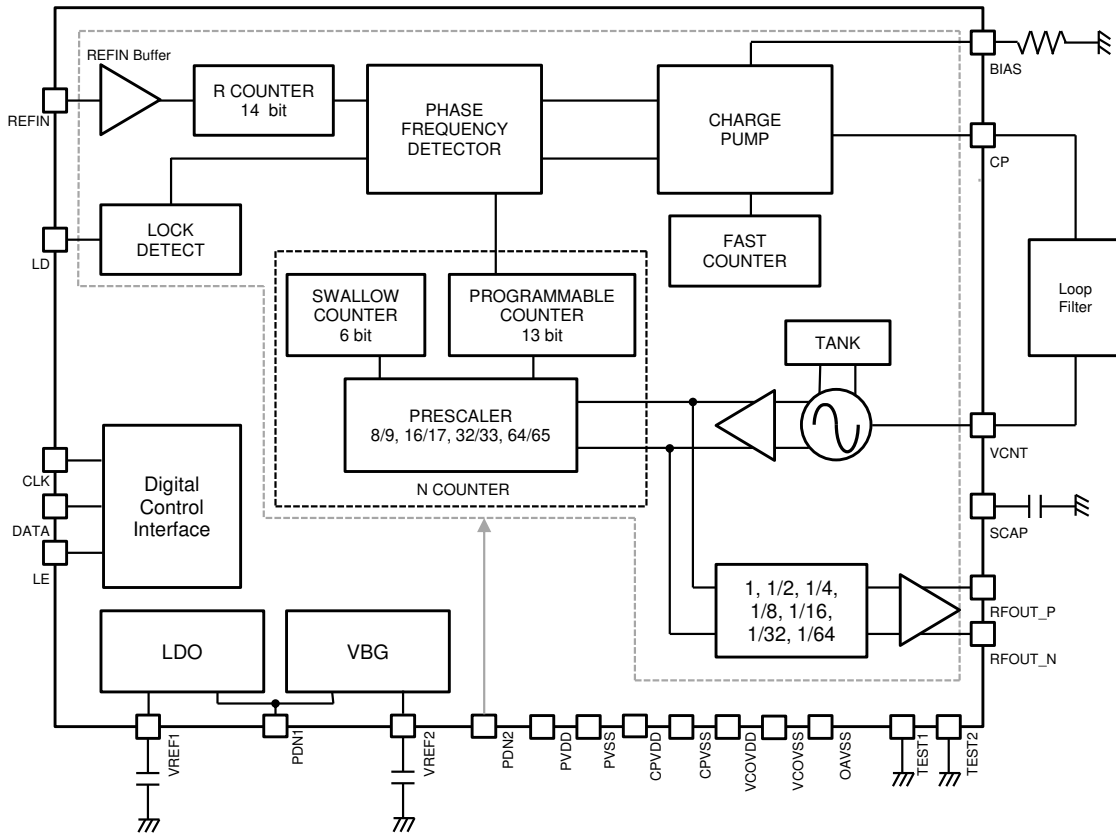 REFIN Buffer
REFIN
R COUNTER
14 bit
PHASE
FREQUENCY
DETECTOR
CHARGE
PUMP
BIAS
CP
LOCK
DETECT
LD
FAST
COUNTER
Loop
Filter
SWALLOW
COUNTER
6 bit
PROGRAMMABLE
COUNTER
13 bit
TANK
PRESCALER
8/9, 16/17, 32/33, 64/65
N COUNTER
VCNT
CLK
DATA
LE
Digital
Control
Interface
SCAP
1, 1/2, 1/4,
1/8, 1/16,
1/32, 1/64
RFOUT_P
RFOUT_N
LDO
VBG
VREF1
PDN1
VREF2
PDN2
PVDD
PVSS
CPVDD
CPVSS
VCOVDD
VCOVSS
OAVSS
TEST1
TEST2